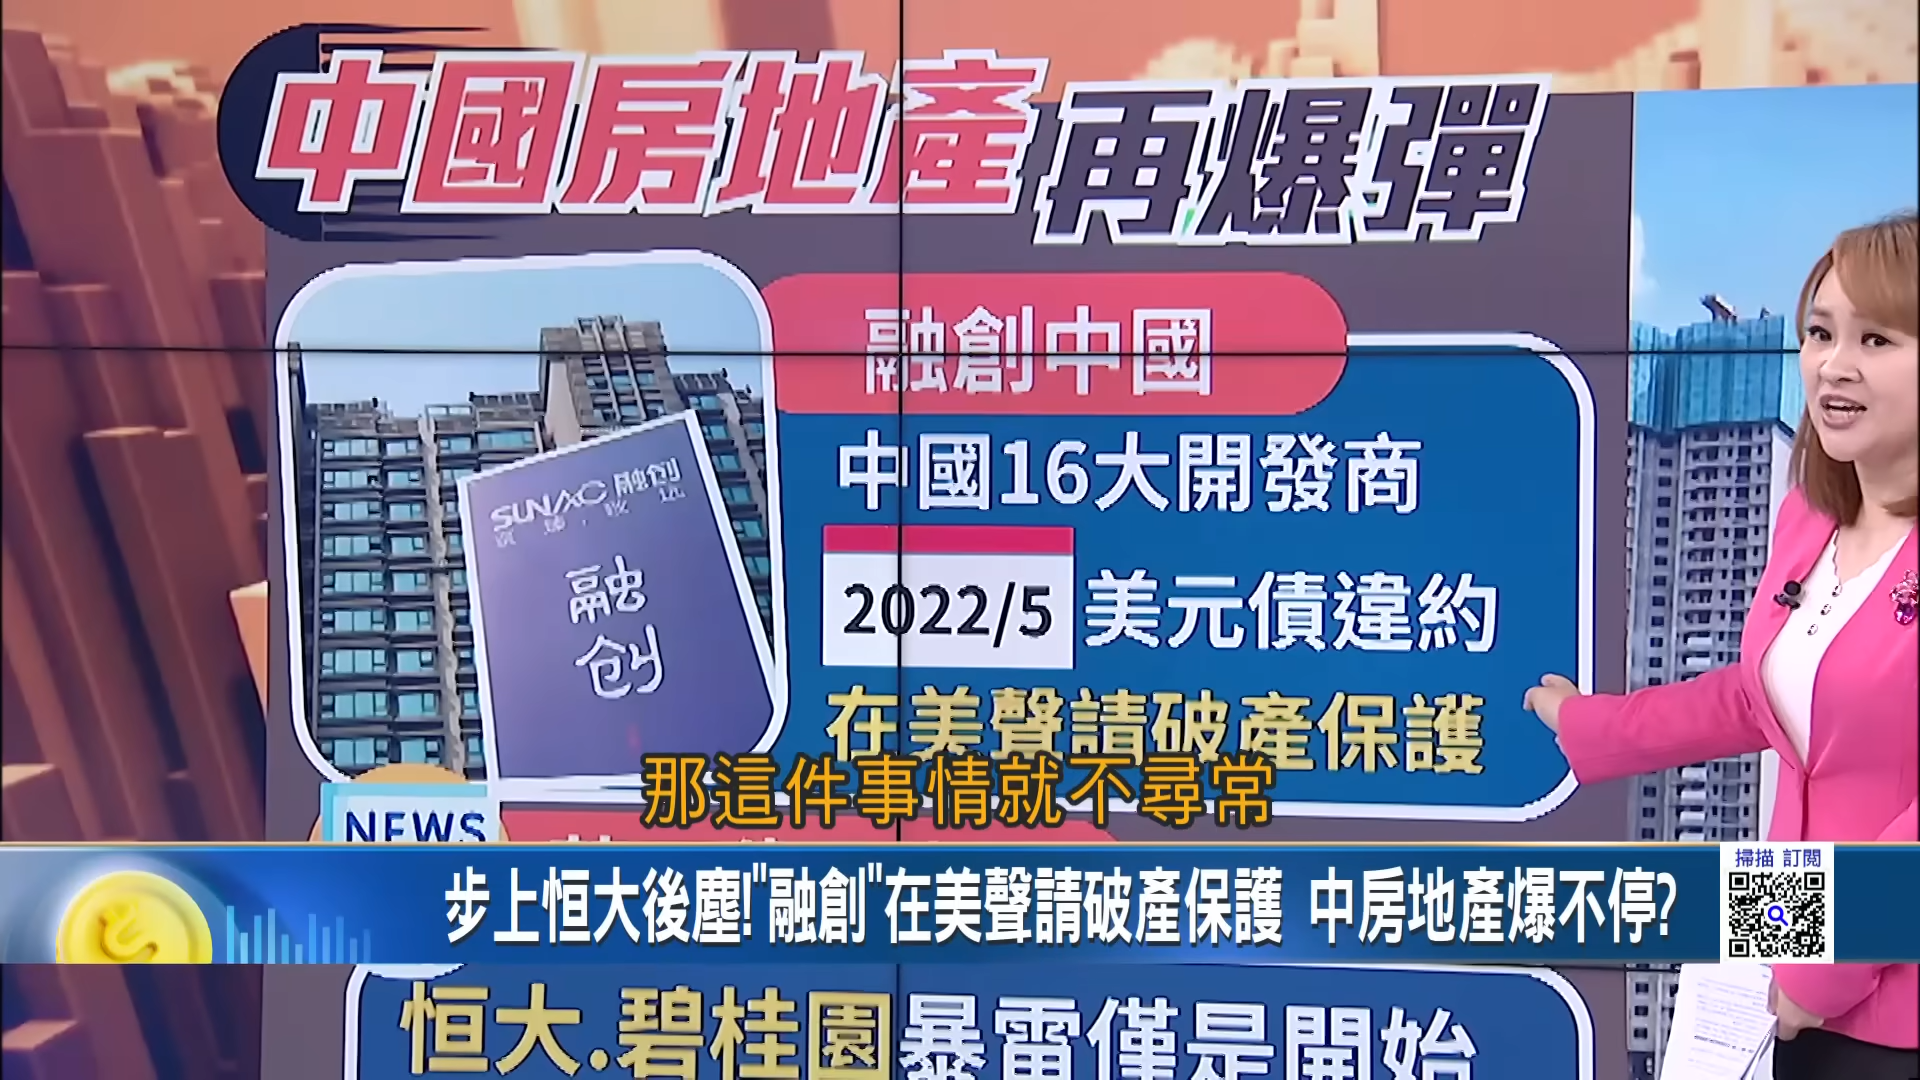 中國房地產再爆彈
融創中國
中國16大開發商
2022/5 美元債違約
在美聲請破產保護
SUNAC 融创
融
创
那這件事情就不尋常
NEWS
步上恒大後塵!"融創"在美聲請破產保護 中房地產爆不停?
掃描 訂閱
恒大.碧桂園暴雷僅是開始